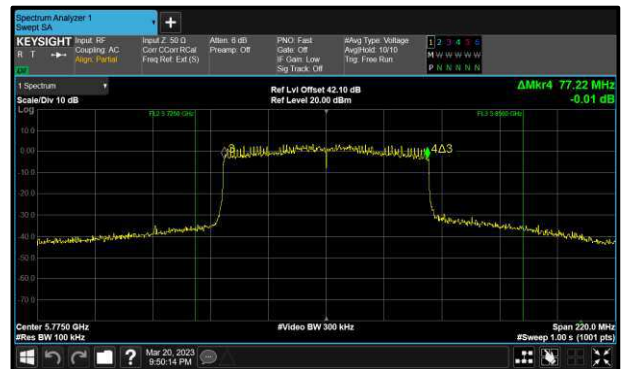 Spectrum Analyzer 1
Swept SA
+
KEYSIGHT Input: RF Input Z: 50 Ω Atten: 6 dB PNO: Fast #Avg Type: Voltage 1 2 3 4 5 6
R T Coupling: AC Corr CCorr RCal Preamp: Off Gate: Off Avg|Hold: 10/10 M W W W W W
Align: Partial Freq Ref: Ext (S) IF Gain: Low Trig: Free Run
Sig Track: Off P N N N N N
1 Spectrum Ref Lvl Offset 42.10 dB ΔMkr4 77.22 MHz
Scale/Div 10 dB Ref Level 20.00 dBm -0.01 dB
Log
10.0
0.00
-10.0
-20.0
-30.0
-40.0
-50.0
-60.0
-70.0
3
4Δ3
Center 5.7750 GHz #Video BW 300 kHz Span 220.0 MHz
#Res BW 100 kHz #Sweep 1.00 s (1001 pts)
? Mar 20, 2023
9:50:14 PM